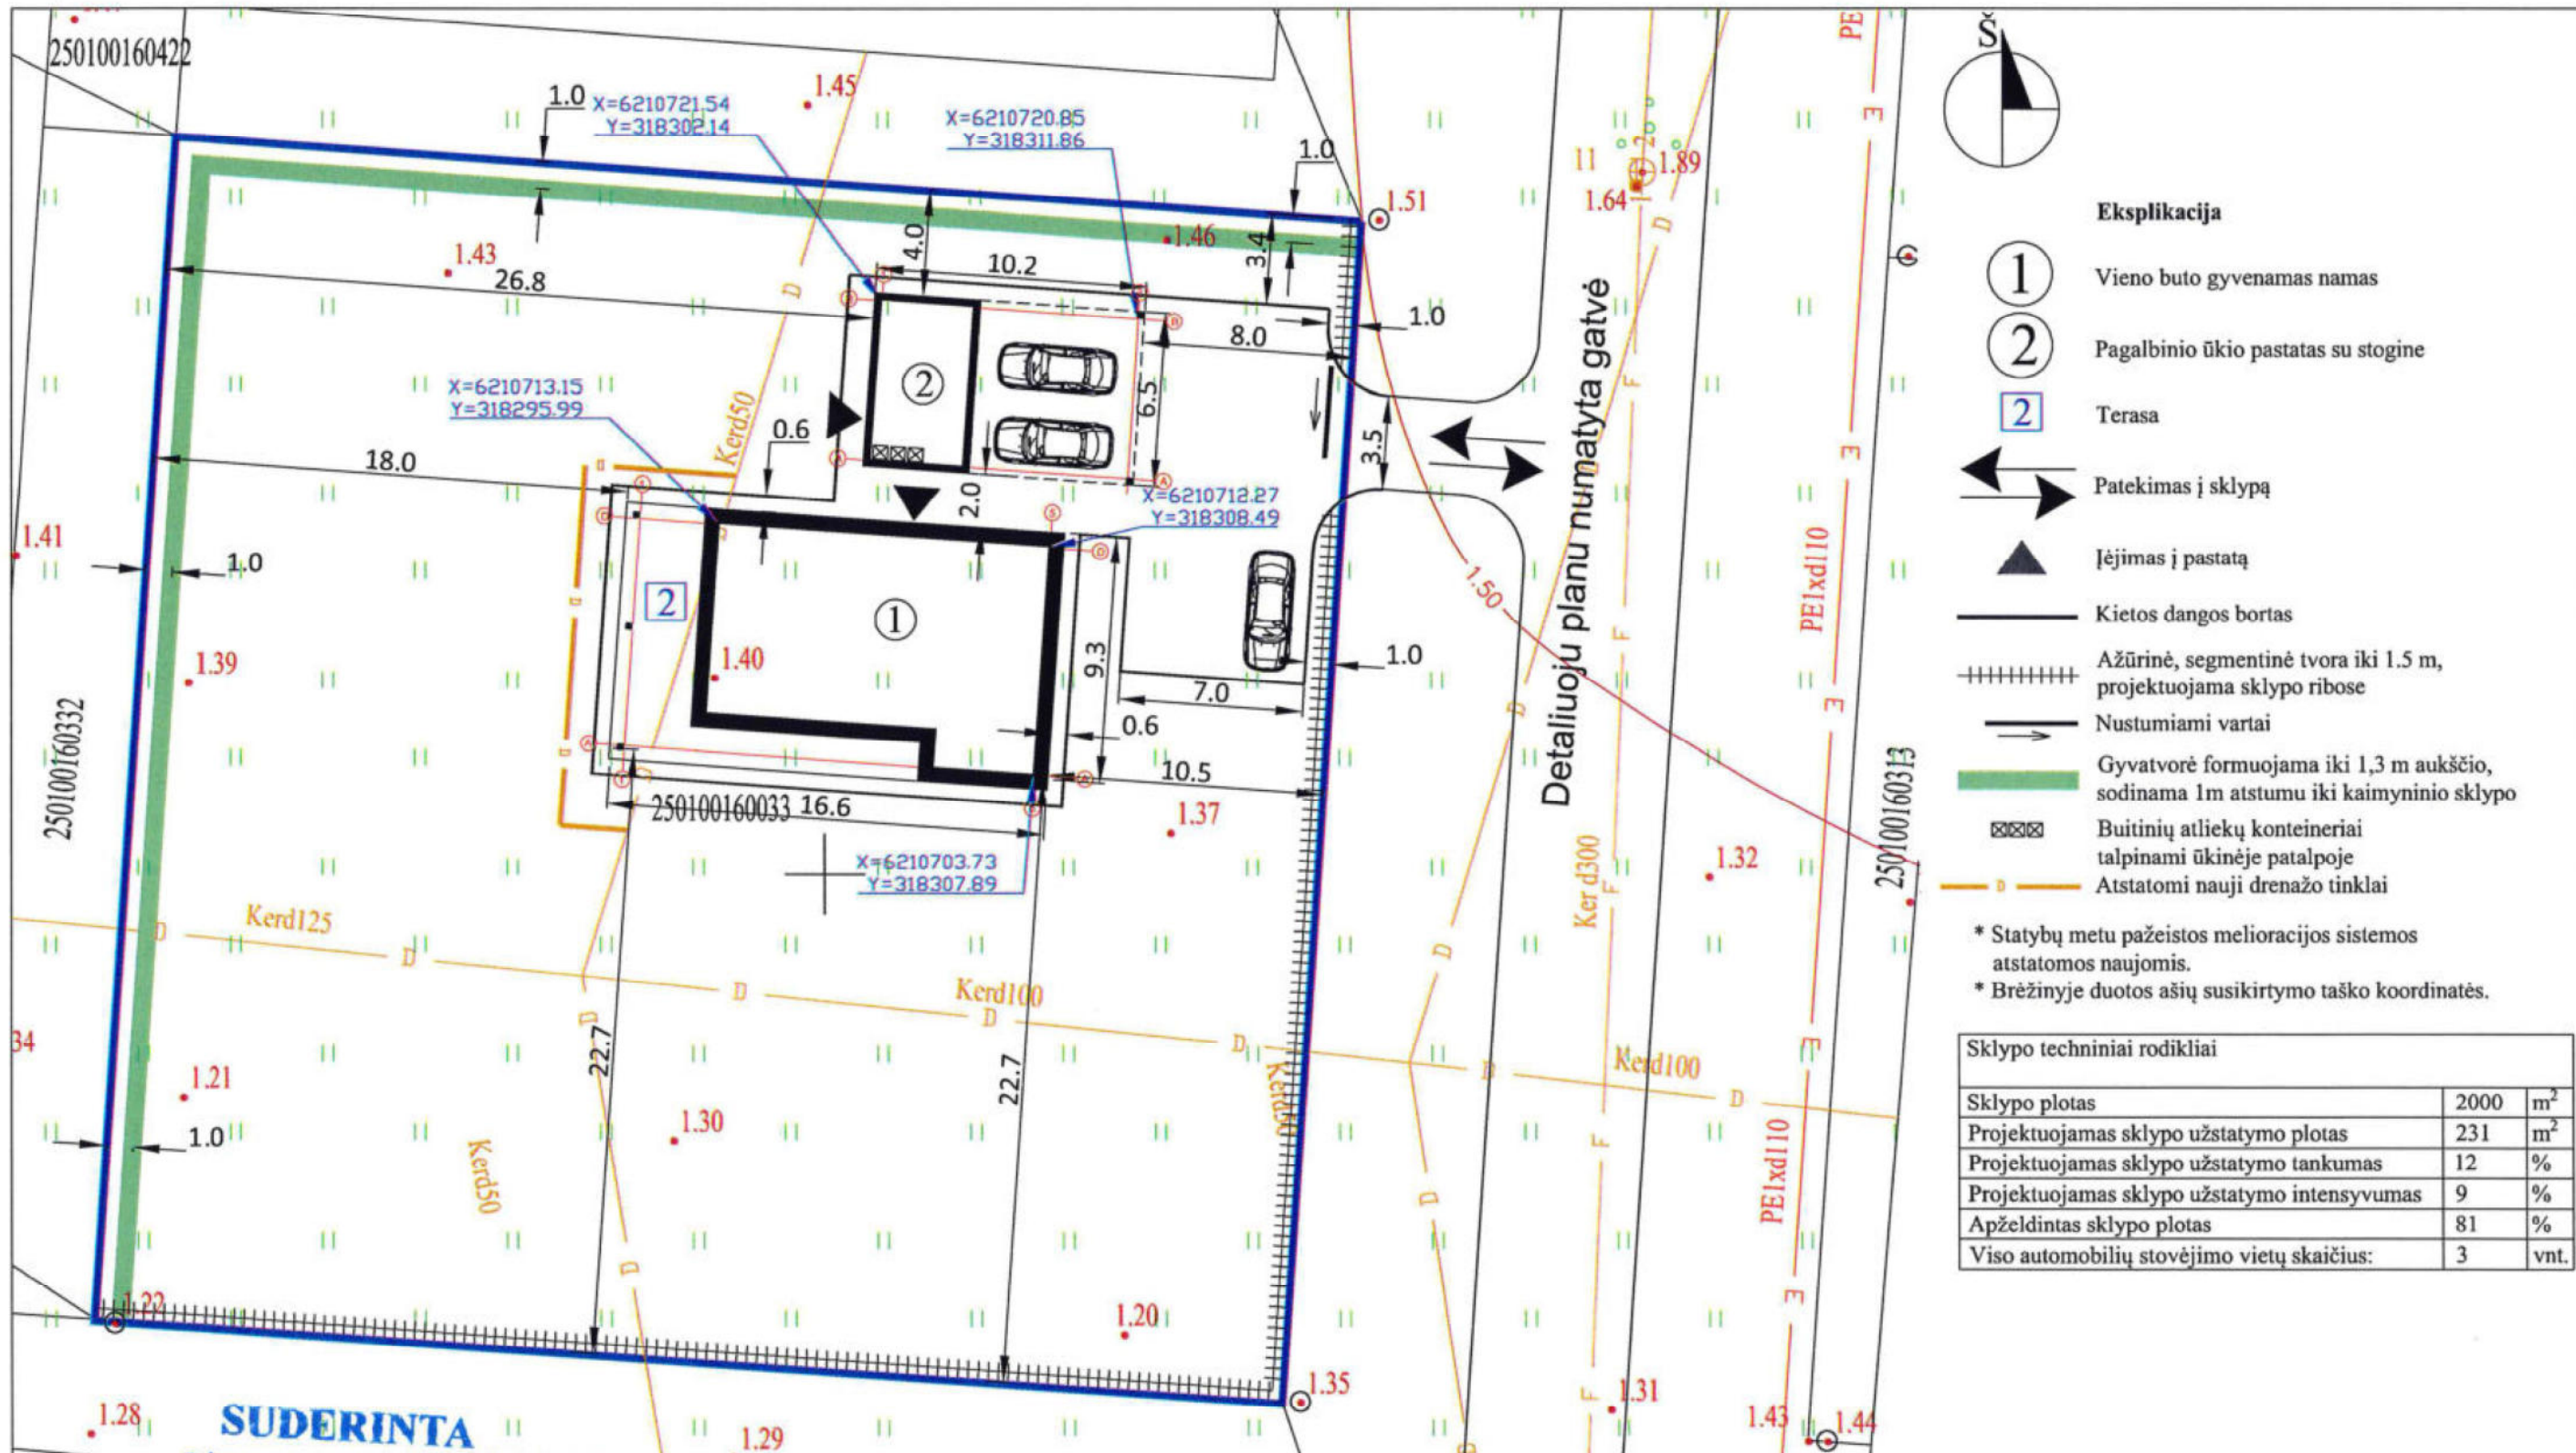 250100160422
1.45
1.0
X=6210721.54
Y=318302.14
X=6210720.85
Y=318311.86
1.0
1.51
11
1.89
2
1.64
PE
1.43
26.8
4.0
10.2
1.46
3.4
1.0
8.0
D
2
6.5
X=6210713.15
Y=318295.99
Kerd50
0.6
18.0
3.5
2.0
X=6210712.27
Y=318308.49
Detaliuoju planu numatyta gatvė
1.41
1.0
2
1
1.50
PE1xd110
1.39
1.40
9.3
1.0
7.0
0.6
10.5
250100160332
250100160033
16.6
1.37
X=6210703.73
Y=318307.89
Ker d300
1.32
250100160313
Kerd125
Kerd100
Kerd100
34
22.7
22.7
Kerd50
1.21
1.0
1.30
Kerd50
PE1xd110
1.22
1.20
1.35
1.31
1.43
1.44
1.28
SUDERINTA
1.29
Š
Eksplikacija
1 Vieno buto gyvenamas namas
2 Pagalbinio ūkio pastatas su stogine
2 Terasa
Patekimas į sklypą
Įėjimas į pastatą
Kietos dangos bortas
Ažūrinė, segmentinė tvora iki 1.5 m,
projektuojama sklypo ribose
Nustumiami vartai
Gyvatvorė formuojama iki 1,3 m aukščio,
sodinama 1m atstumu iki kaimyninio sklypo
Buitinių atliekų konteineriai
talpinami ūkinėje patalpoje
D Atstatomi nauji drenažo tinklai
* Statybų metu pažeistos melioracijos sistemos
atstatomos naujomis.
* Brėžinyje duotos ašių susikirtymo taško koordinatės.
Sklypo techniniai rodikliai
Sklypo plotas 2000 m²
Projektuojamas sklypo užstatymo plotas 231 m²
Projektuojamas sklypo užstatymo tankumas 12 %
Projektuojamas sklypo užstatymo intensyvumas 9 %
Apželdintas sklypo plotas 81 %
Viso automobilių stovėjimo vietų skaičius: 3 vnt.